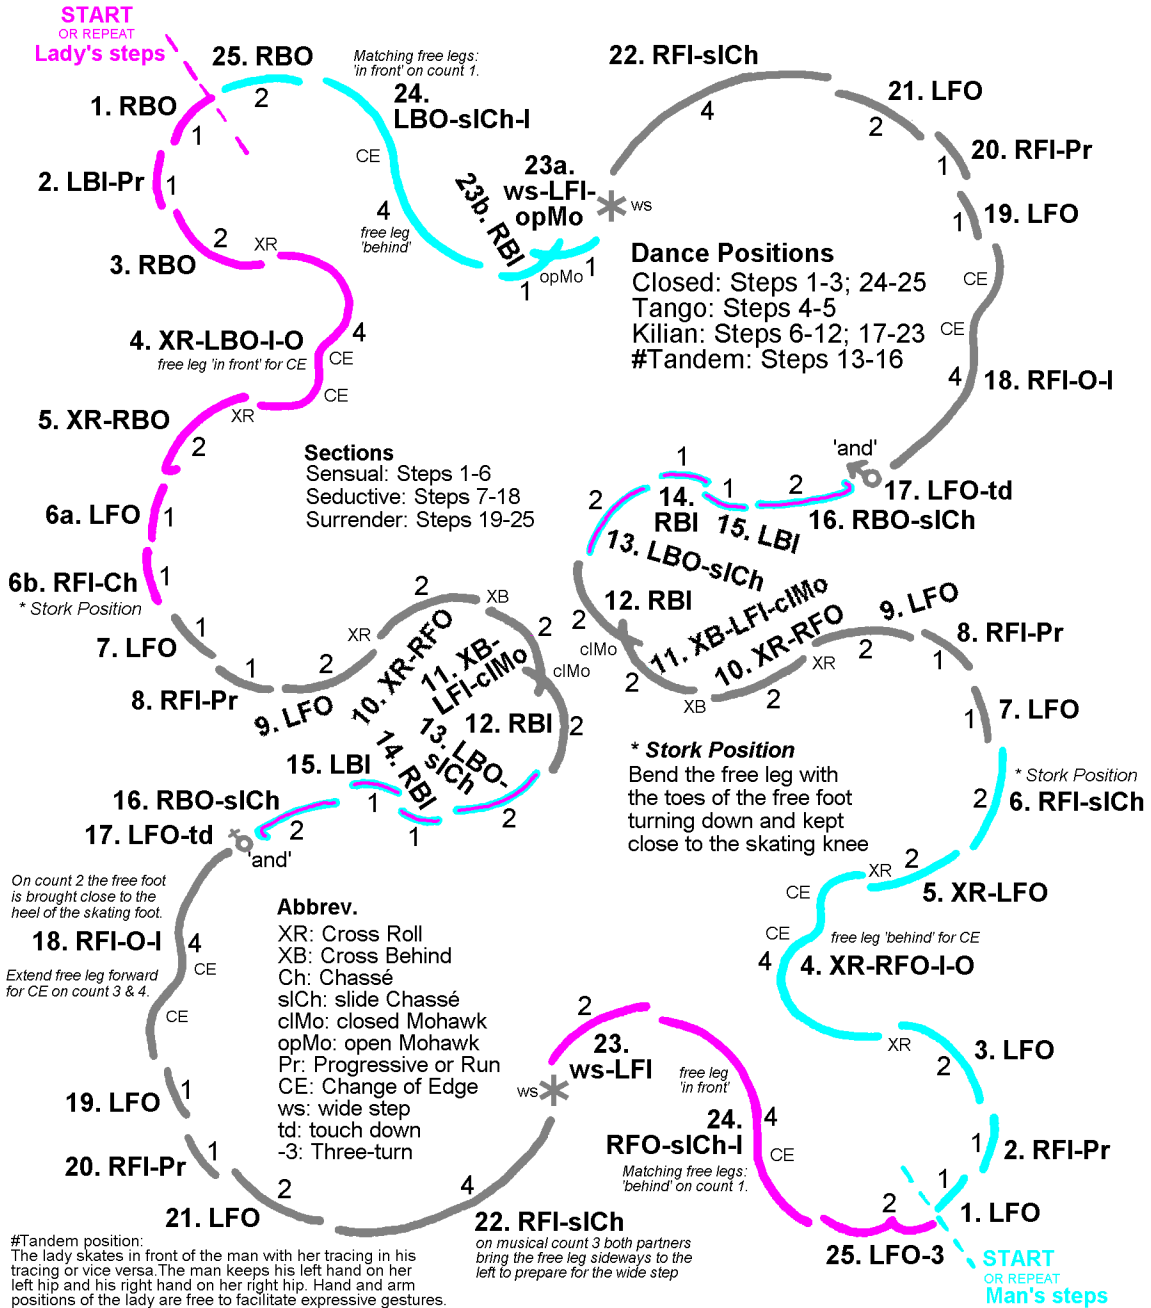 START
OR REPEAT
Lady's steps
25. RBO
2
Matching free legs:
'in front' on count 1.
24.
LBO-slCh-I
CE
4
free leg
'behind'
22. RFI-slCh
4
21. LFO
2
20. RFI-Pr
1
19. LFO
1
1. RBO
1
2. LBI-Pr
1
3. RBO
2
XR
23a.
ws-LFI-
opMo
ws
23b. RBI
opMo
1
1
Dance Positions
Closed: Steps 1-3; 24-25
Tango: Steps 4-5
Kilian: Steps 6-12; 17-23
#Tandem: Steps 13-16
CE
CE
4
18. RFI-O-I
4. XR-LBO-I-O
free leg 'in front' for CE
4
CE
CE
5. XR-RBO
XR
2
Sections
Sensual: Steps 1-6
Seductive: Steps 7-18
Surrender: Steps 19-25
'and'
17. LFO-td
16. RBO-slCh
2
1
15. LBI
1
14.
RBI
2
13. LBO-slCh
6a. LFO
1
6b. RFI-Ch
1
* Stork Position
7. LFO
1
8. RFI-Pr
1
9. LFO
2
XR
2
10. XR-RFO
XB
11. XB-
LFI-clMo
2
clMo
12. RBI
2
13. LBO-
slCh
2
14. RBI
1
15. LBI
1
16. RBO-slCh
2
17. LFO-td
'and'
12. RBI
2
clMo
11. XB-LFI-clMo
2
XB
10. XR-RFO
2
XR
9. LFO
2
8. RFI-Pr
1
7. LFO
1
* Stork Position
Bend the free leg with
the toes of the free foot
turning down and kept
close to the skating knee
* Stork Position
6. RFI-slCh
2
2
XR
5. XR-LFO
CE
CE
free leg 'behind' for CE
4
4. XR-RFO-I-O
XR
3. LFO
2
2. RFI-Pr
1
1
1. LFO
On count 2 the free foot
is brought close to the
heel of the skating foot.
18. RFI-O-I
4
CE
Extend free leg forward
for CE on count 3 & 4.
CE
Abbrev.
XR: Cross Roll
XB: Cross Behind
Ch: Chassé
slCh: slide Chassé
clMo: closed Mohawk
opMo: open Mohawk
Pr: Progressive or Run
CE: Change of Edge
ws: wide step
td: touch down
-3: Three-turn
19. LFO
1
20. RFI-Pr
1
21. LFO
2
4
22. RFI-slCh
on musical count 3 both partners
bring the free leg sideways to the
left to prepare for the wide step
2
23.
ws-LFI
ws
free leg
'in front'
24.
RFO-slCh-I
4
CE
Matching free legs:
'behind' on count 1.
2
25. LFO-3
START
OR REPEAT
Man's steps
#Tandem position:
The lady skates in front of the man with her tracing in his
tracing or vice versa.The man keeps his left hand on her
left hip and his right hand on her right hip. Hand and arm
positions of the lady are free to facilitate expressive gestures.